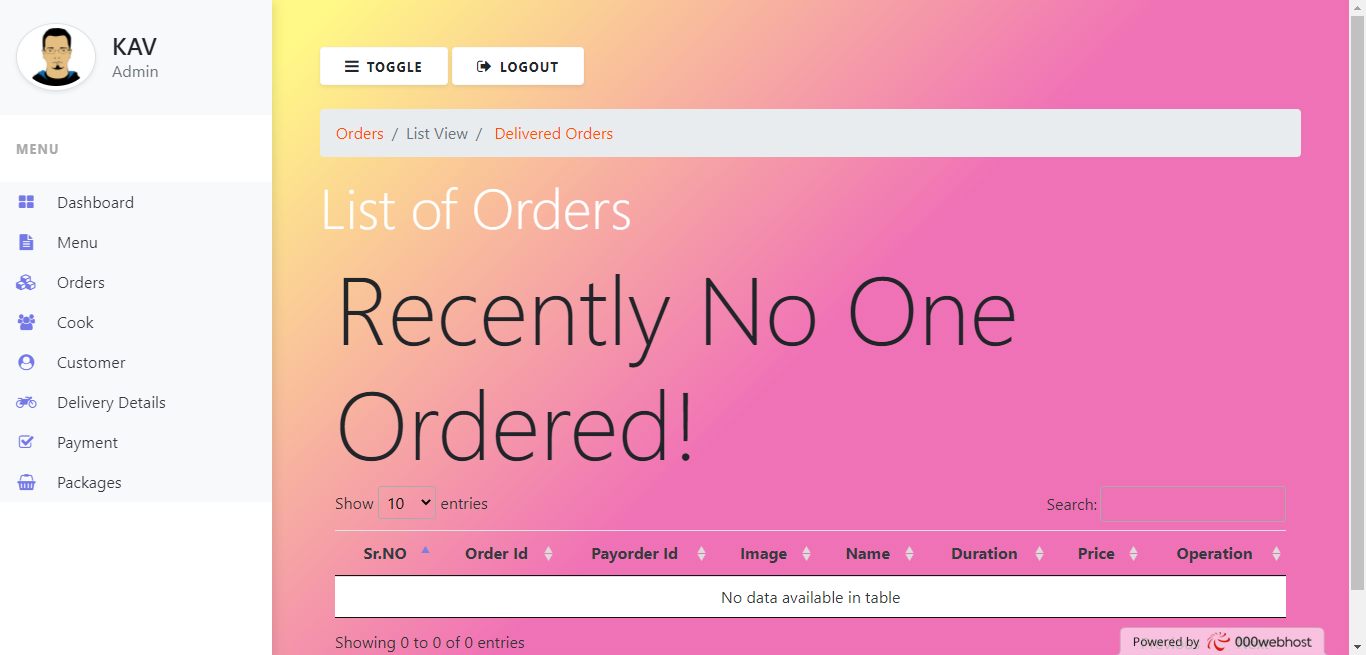 KAV
Admin
MENU
Dashboard
Menu
Orders
Cook
Customer
Delivery Details
Payment
Packages
TOGGLE LOGOUT
Orders / List View / Delivered Orders
List of Orders
Recently No One
Ordered!
Show 10 entries Search:
Sr.NO Order Id Payorder Id Image Name Duration Price Operation
No data available in table
Showing 0 to 0 of 0 entries
Powered by 000webhost